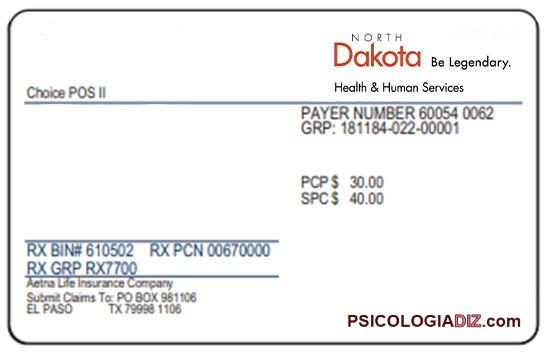 NORTH
Dakota Be Legendary.
Health & Human Services
Choice POS II
PAYER NUMBER 60054 0062
GRP: 181184-022-00001
PCP $ 30.00
SPC $ 40.00
RX BIN# 610502 RX PCN 00670000
RX GRP RX7700
Aetna Life Insurance Company
Submit Claims To: PO BOX 981106
EL PASO TX 79998 1106
PSICOLOGIADIZ.com